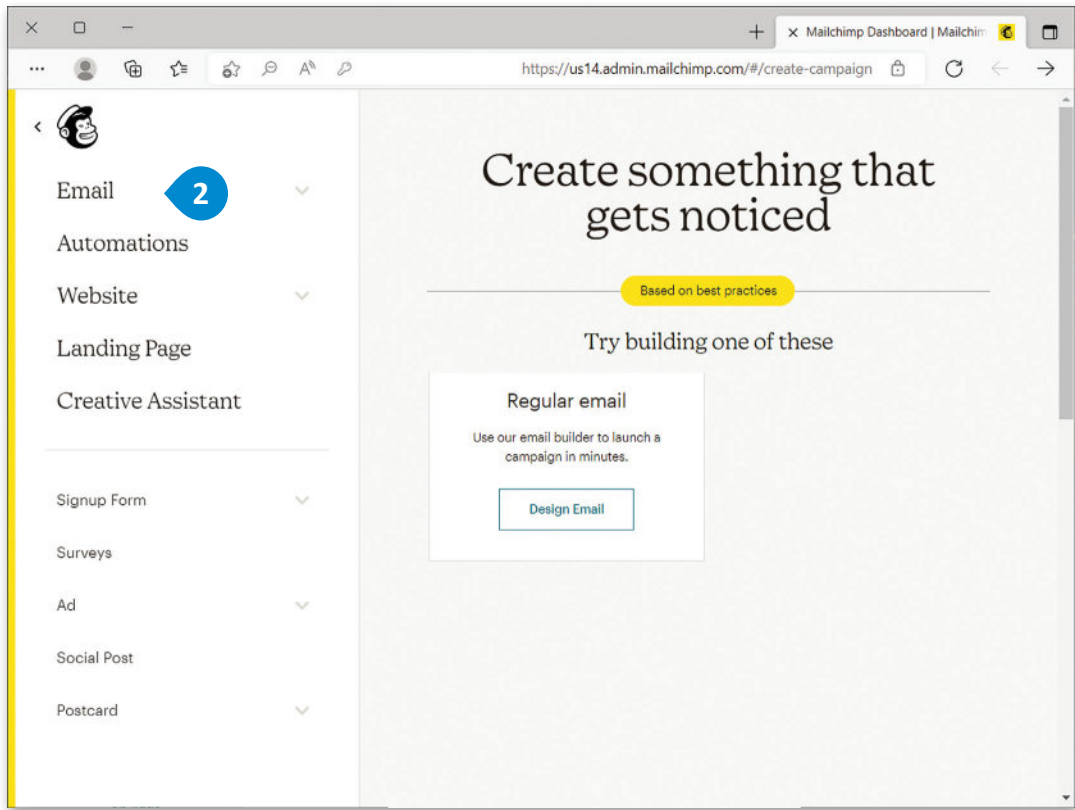 Mailchimp Dashboard | Mailchim
https://us14.admin.mailchimp.com/#/create-campaign
Email
2
Automations
Website
Landing Page
Creative Assistant
Signup Form
Surveys
Ad
Social Post
Postcard
Create something that
gets noticed
Based on best practices
Try building one of these
Regular email
Use our email builder to launch a
campaign in minutes.
Design Email